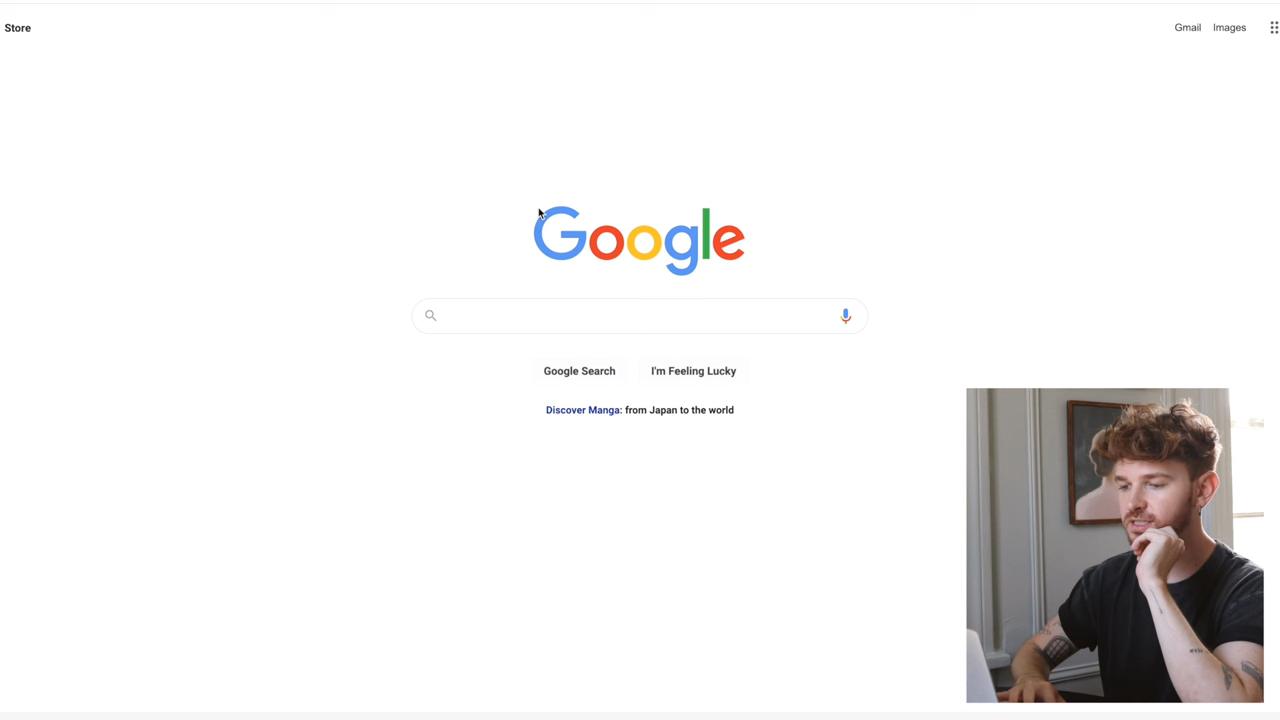 Store
Gmail Images
Google
Google Search I'm Feeling Lucky
Discover Manga: from Japan to the world